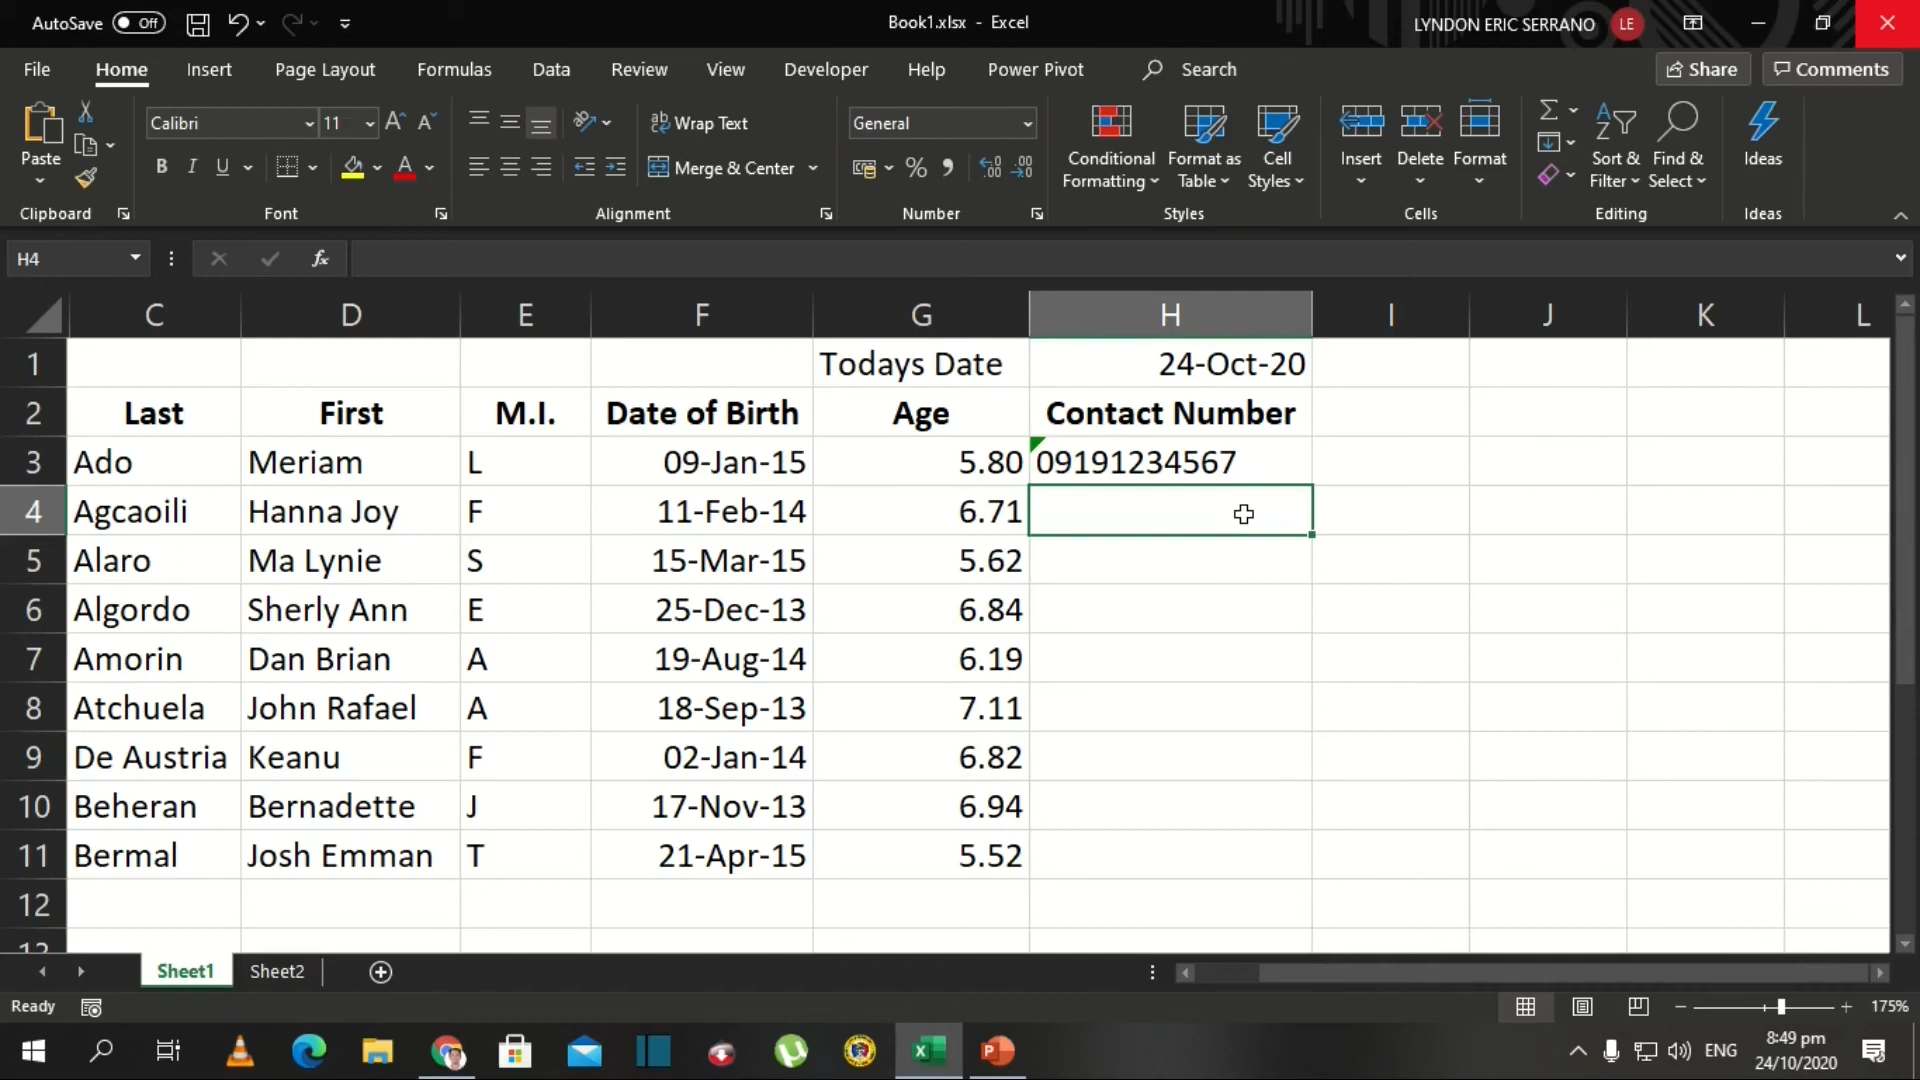 AutoSave Off Book1.xlsx - Excel LYNDON ERIC SERRANO LE
File Home Insert Page Layout Formulas Data Review View Developer Help Power Pivot Search Share Comments
Paste Calibri 11 Wrap Text General
B I U A Merge & Center % Conditional Formatting Format as Table Cell Styles Insert Delete Format Sort & Filter Find & Select Ideas
Clipboard Font Alignment Number Styles Cells Editing Ideas
H4 fx
C D E F G H I J K L
1 Todays Date 24-Oct-20
2 Last First M.I. Date of Birth Age Contact Number
3 Ado Meriam L 09-Jan-15 5.80 09191234567
4 Agcaoili Hanna Joy F 11-Feb-14 6.71
5 Alaro Ma Lynie S 15-Mar-15 5.62
6 Algordo Sherly Ann E 25-Dec-13 6.84
7 Amorin Dan Brian A 19-Aug-14 6.19
8 Atchuela John Rafael A 18-Sep-13 7.11
9 De Austria Keanu F 02-Jan-14 6.82
10 Beheran Bernadette J 17-Nov-13 6.94
11 Bermal Josh Emman T 21-Apr-15 5.52
12
13
Sheet1 Sheet2
Ready 175%
ENG 8:49 pm
24/10/2020